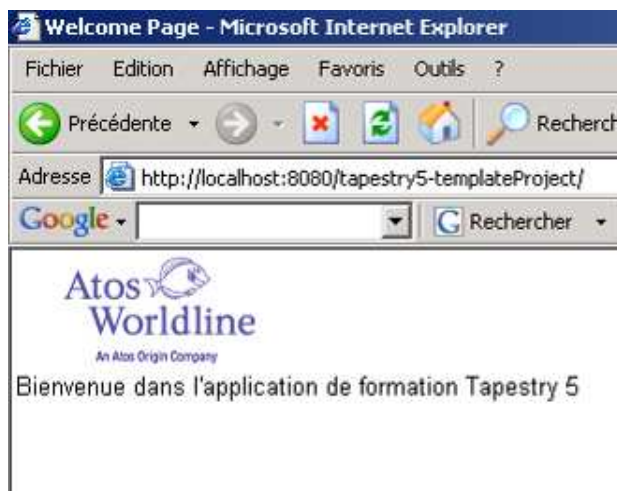 Welcome Page - Microsoft Internet Explorer
Fichier Edition Affichage Favoris Outils ?
Précédente Recherch
Adresse http://localhost:8080/tapestry5-templateProject/
Google G Rechercher
Atos
Worldline
An Atos Origin Company
Bienvenue dans l'application de formation Tapestry 5